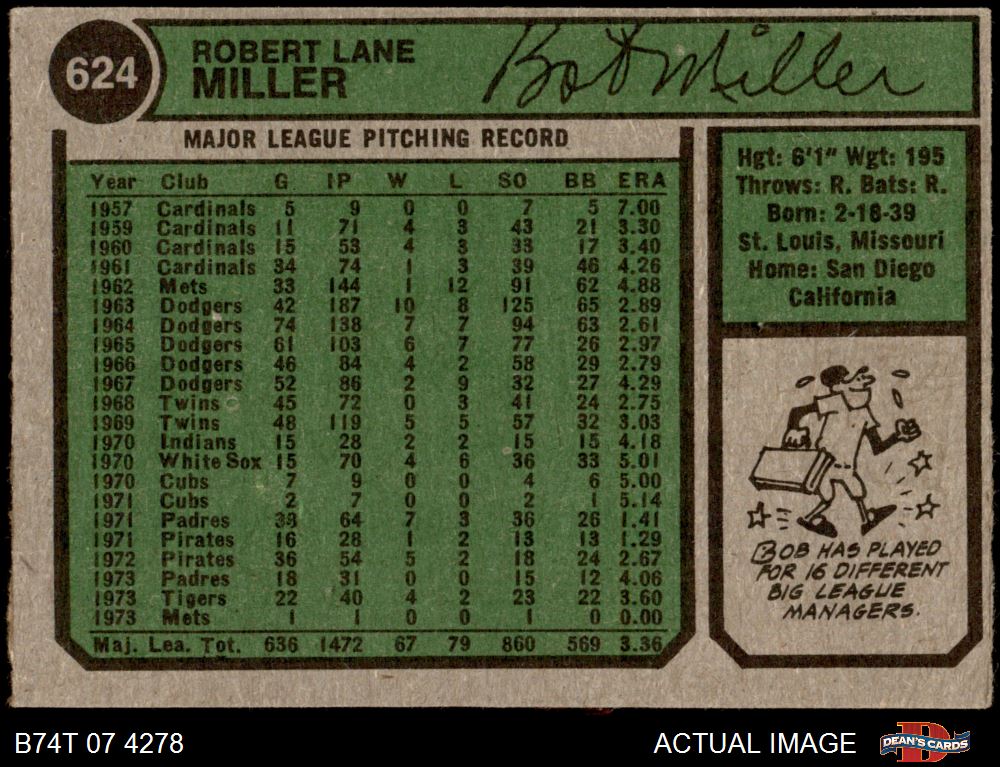 624
ROBERT LANE
MILLER
Bob Miller
MAJOR LEAGUE PITCHING RECORD
Year Club G IP W L SO BB ERA
1957 Cardinals 5 9 0 0 7 5 7.00
1959 Cardinals 11 71 4 3 43 21 3.30
1960 Cardinals 15 53 4 3 33 17 3.40
1961 Cardinals 34 74 1 3 39 46 4.26
1962 Mets 33 144 1 12 91 62 4.88
1963 Dodgers 42 187 10 8 125 65 2.89
1964 Dodgers 74 138 7 7 94 63 2.61
1965 Dodgers 61 103 6 7 77 26 2.97
1966 Dodgers 46 84 4 2 58 29 2.79
1967 Dodgers 52 86 2 9 32 27 4.29
1968 Twins 45 72 0 3 41 24 2.75
1969 Twins 48 119 5 5 57 32 3.03
1970 Indians 15 28 2 2 15 15 4.18
1970 White Sox 15 70 4 6 36 33 5.01
1970 Cubs 7 9 0 0 4 6 5.00
1971 Cubs 2 7 0 0 2 1 5.14
1971 Padres 38 64 7 3 36 26 1.41
1971 Pirates 16 28 1 2 13 13 1.29
1972 Pirates 36 54 5 2 18 24 2.67
1973 Padres 18 31 0 0 15 12 4.06
1973 Tigers 22 40 4 2 23 22 3.60
1973 Mets 1 1 0 0 1 0 0.00
Maj. Lea. Tot. 636 1472 67 79 860 569 3.36
Hgt: 6'1" Wgt: 195
Throws: R. Bats: R.
Born: 2-18-39
St. Louis, Missouri
Home: San Diego
California
BOB HAS PLAYED
FOR 16 DIFFERENT
BIG LEAGUE
MANAGERS.
B74T 07 4278
ACTUAL IMAGE
DEAN'S CARDS